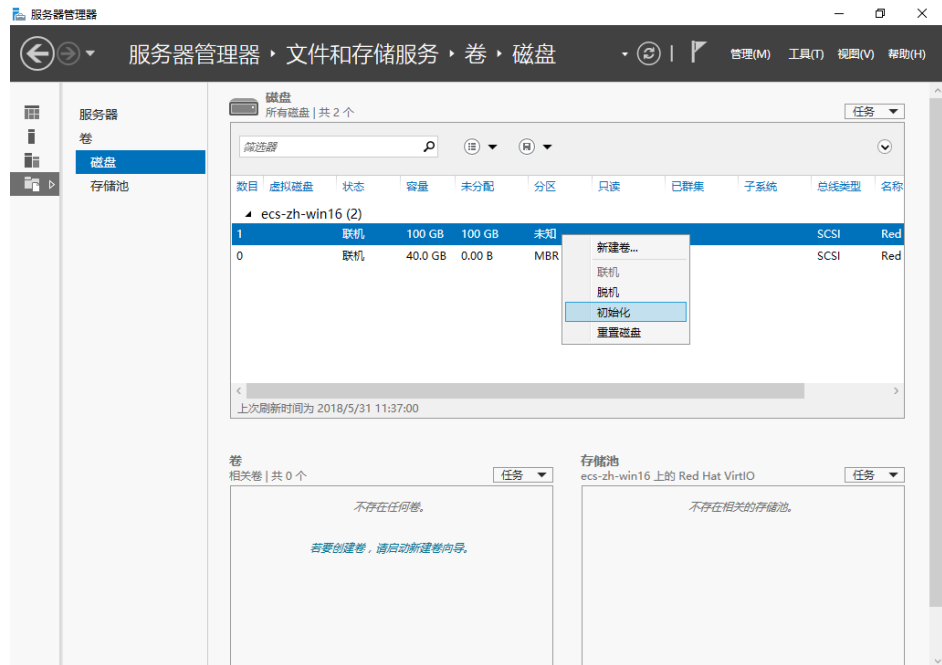 服务器管理器
服务器管理器 ‣ 文件和存储服务 ‣ 卷 ‣ 磁盘
管理(M) 工具(T) 视图(V) 帮助(H)
服务器
卷
磁盘
存储池
磁盘
所有磁盘 | 共 2 个
任务
筛选器
数目 虚拟磁盘 状态 容量 未分配 分区 只读 已群集 子系统 总线类型 名称
ecs-zh-win16 (2)
1 联机 100 GB 100 GB 未知 SCSI Red
0 联机 40.0 GB 0.00 B MBR SCSI Red
新建卷...
联机
脱机
初始化
重置磁盘
上次刷新时间为 2018/5/31 11:37:00
卷
相关卷 | 共 0 个
任务
不存在任何卷。
若要创建卷，请启动新建卷向导。
存储池
ecs-zh-win16 上的 Red Hat VirtIO
任务
不存在相关的存储池。